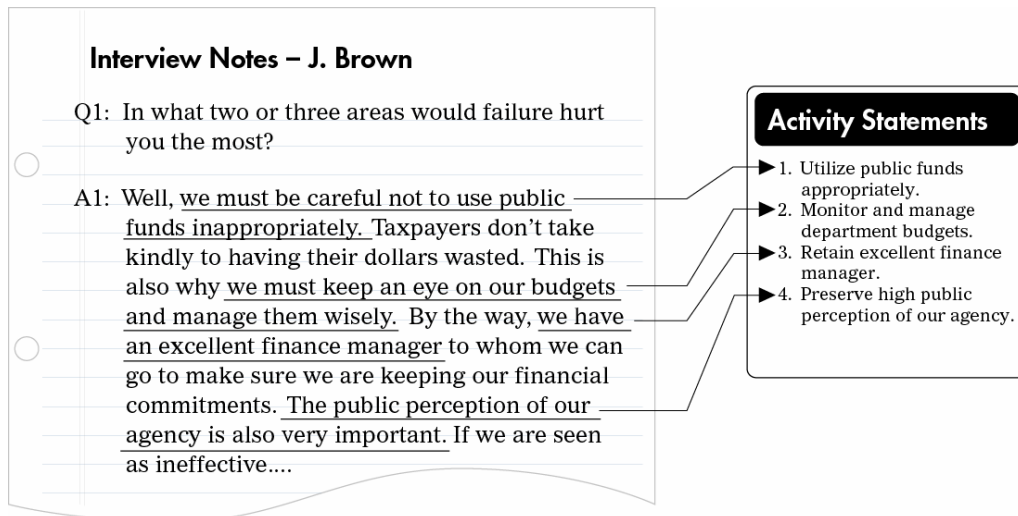 Interview Notes – J. Brown
Q1: In what two or three areas would failure hurt
you the most?
A1: Well, we must be careful not to use public
funds inappropriately. Taxpayers don’t take
kindly to having their dollars wasted. This is
also why we must keep an eye on our budgets
and manage them wisely. By the way, we have
an excellent finance manager to whom we can
go to make sure we are keeping our financial
commitments. The public perception of our
agency is also very important. If we are seen
as ineffective....
Activity Statements
1. Utilize public funds
appropriately.
2. Monitor and manage
department budgets.
3. Retain excellent finance
manager.
4. Preserve high public
perception of our agency.